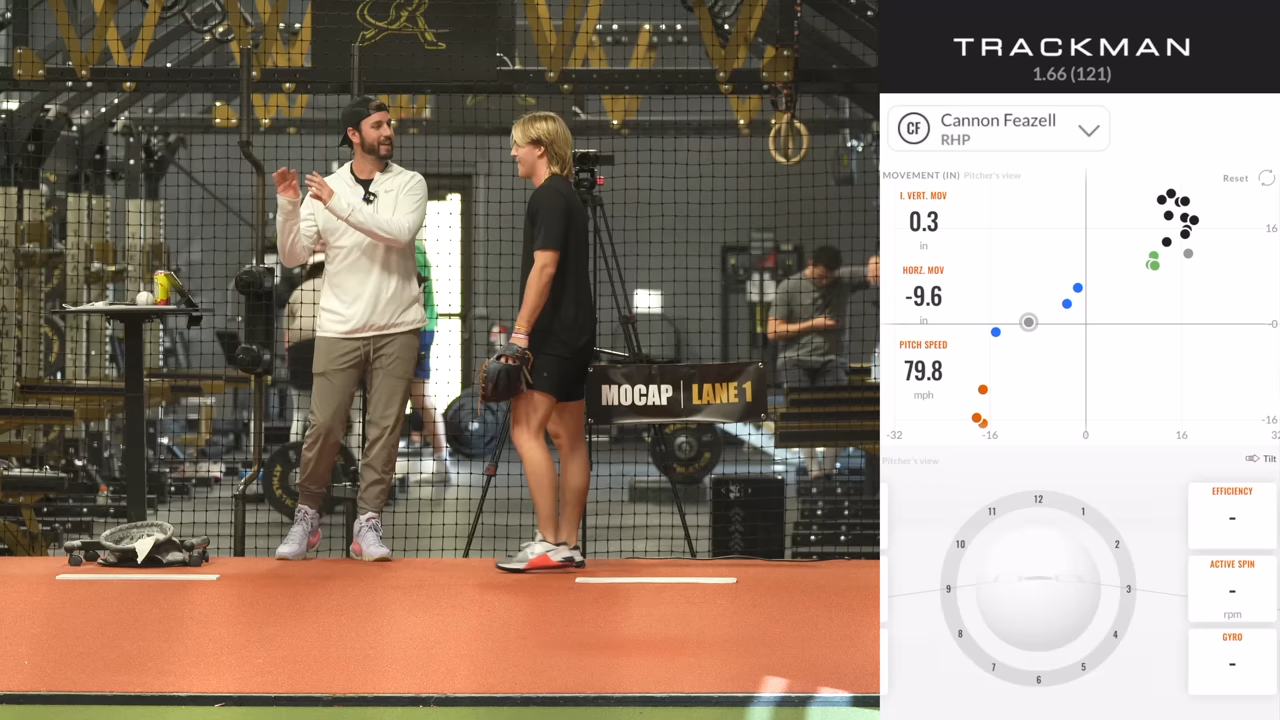 TRACKMAN
1.66 (121)
CF
Cannon Feazell
RHP
MOVEMENT (IN) Pitcher's view
Reset
I. VERT. MOV
0.3
in
HORZ. MOV
-9.6
in
PITCH SPEED
79.8
mph
16
-0
-16
-32
-16
0
16
32
Pitcher's view
Tilt
12
1
2
3
4
5
6
7
8
9
10
11
EFFICIENCY
-
ACTIVE SPIN
-
rpm
GYRO
-
MOCAP | LANE 1